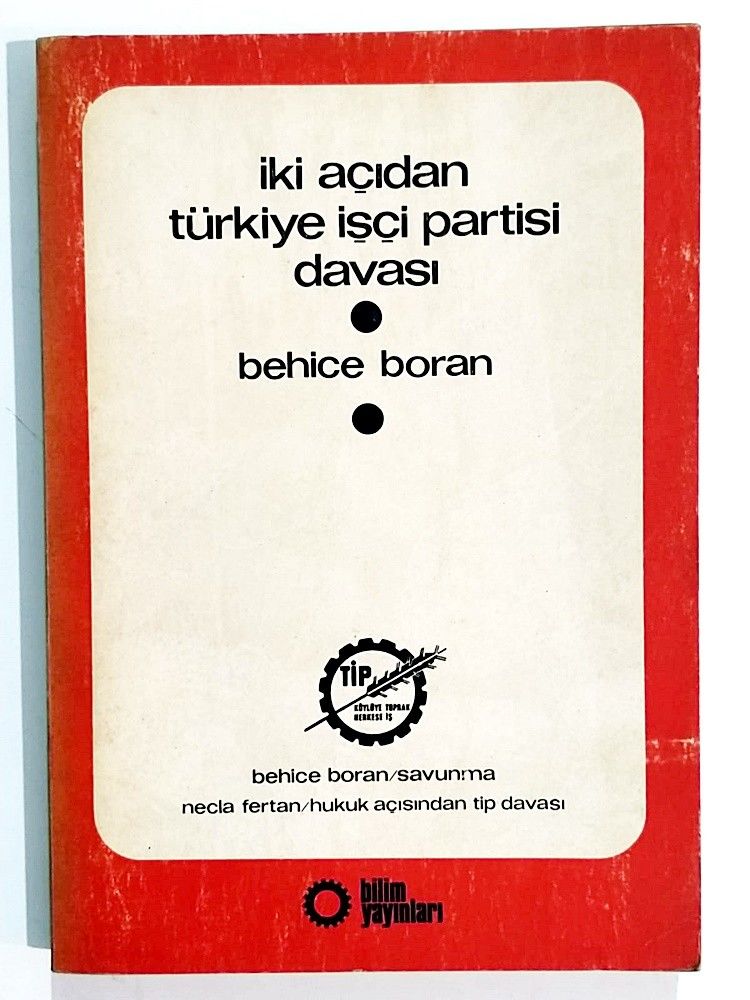 iki açıdan
türkiye işçi partisi
davası
behice boran
TİP
KÖYLÜYE TOPRAK
HERKESE İŞ
behice boran/savunma
necla fertan/hukuk açısından tip davası
bilim
yayınları